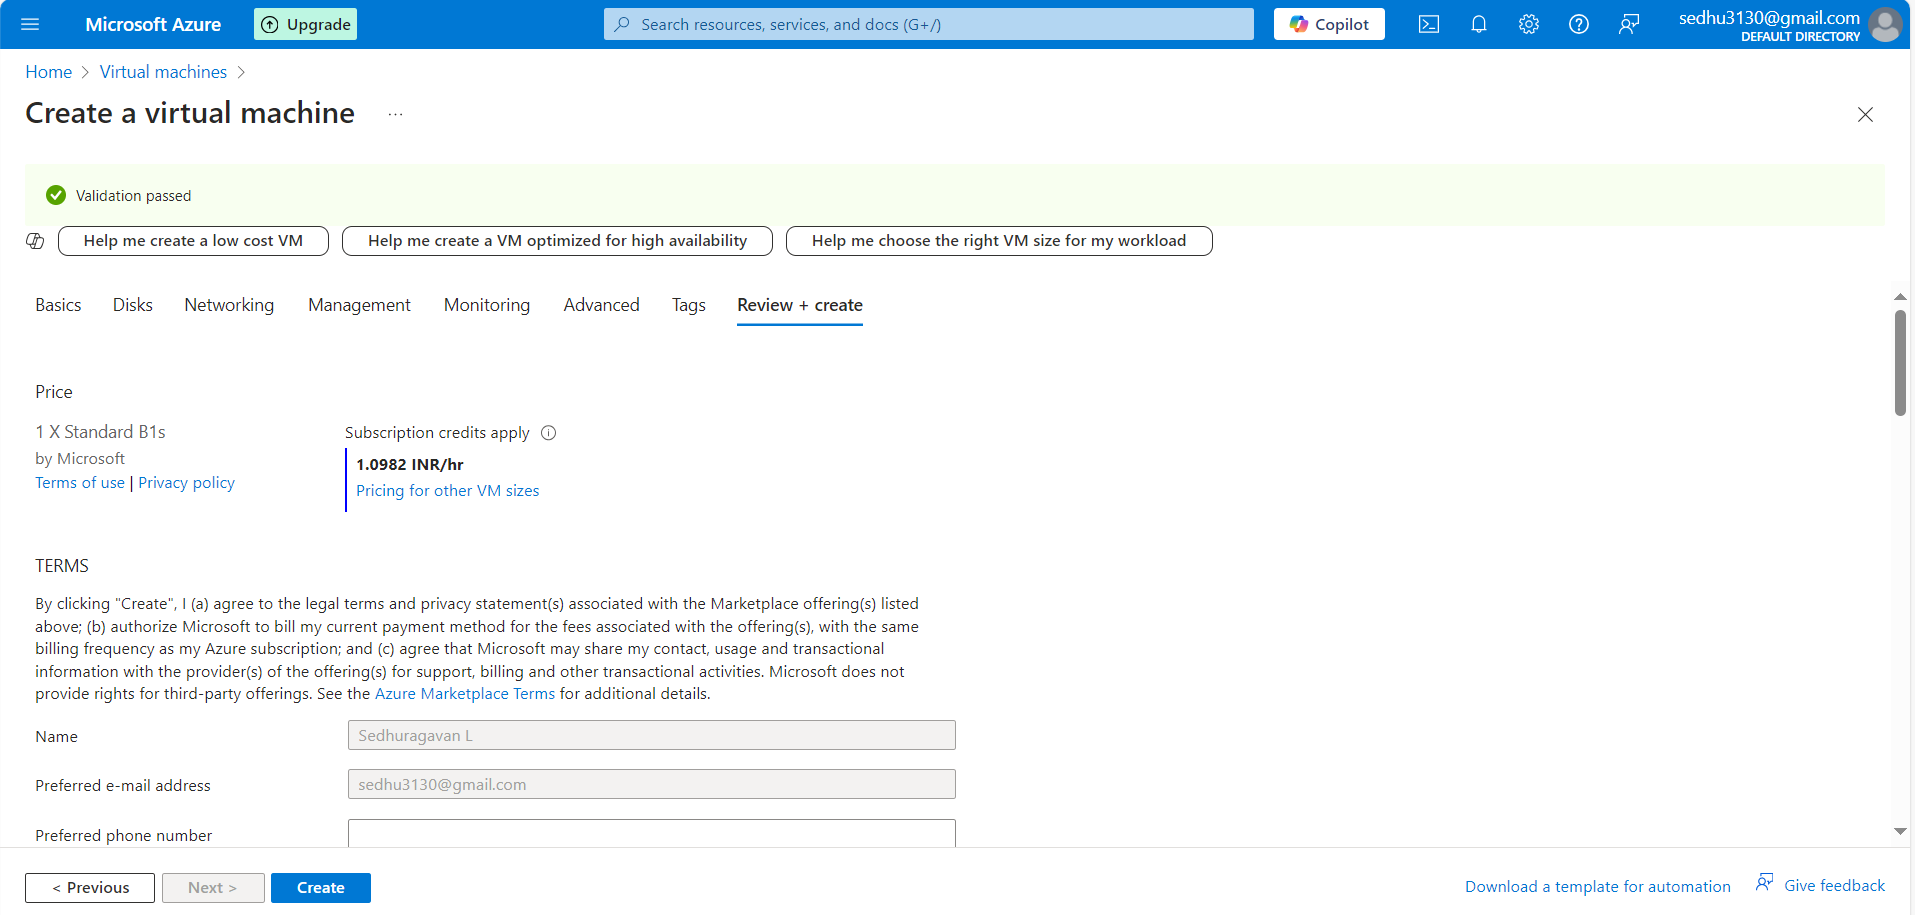 Microsoft Azure
Upgrade
Search resources, services, and docs (G+/)
Copilot
sedhu3130@gmail.com
DEFAULT DIRECTORY
Home > Virtual machines >
Create a virtual machine ...
Validation passed
Help me create a low cost VM
Help me create a VM optimized for high availability
Help me choose the right VM size for my workload
Basics Disks Networking Management Monitoring Advanced Tags Review + create
Price
1 X Standard B1s
by Microsoft
Terms of use | Privacy policy
Subscription credits apply
1.0982 INR/hr
Pricing for other VM sizes
TERMS
By clicking "Create", I (a) agree to the legal terms and privacy statement(s) associated with the Marketplace offering(s) listed
above; (b) authorize Microsoft to bill my current payment method for the fees associated with the offering(s), with the same
billing frequency as my Azure subscription; and (c) agree that Microsoft may share my contact, usage and transactional
information with the provider(s) of the offering(s) for support, billing and other transactional activities. Microsoft does not
provide rights for third-party offerings. See the Azure Marketplace Terms for additional details.
Name
Sedhuragavan L
Preferred e-mail address
sedhu3130@gmail.com
Preferred phone number
< Previous
Next >
Create
Download a template for automation
Give feedback